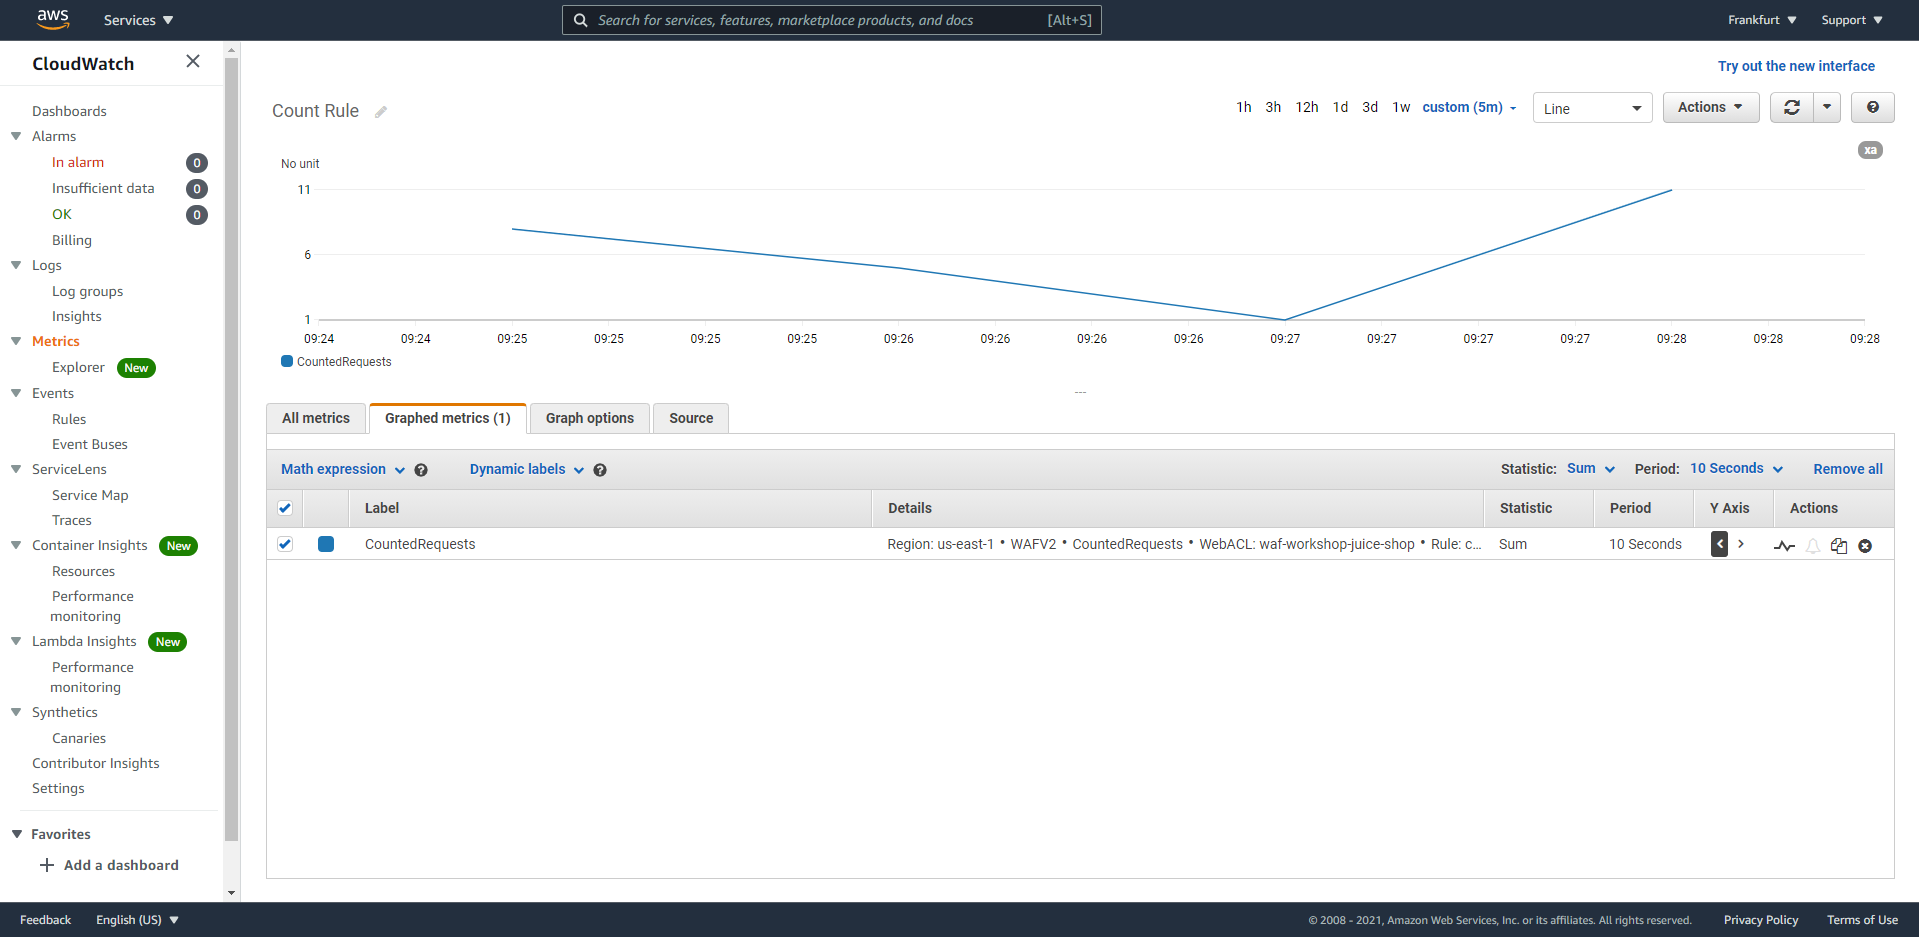 aws
Services
Search for services, features, marketplace products, and docs [Alt+S]
Frankfurt
Support
CloudWatch
Dashboards
Alarms
In alarm 0
Insufficient data 0
OK 0
Billing
Logs
Log groups
Insights
Metrics
Explorer New
Events
Rules
Event Buses
ServiceLens
Service Map
Traces
Container Insights New
Resources
Performance
monitoring
Lambda Insights New
Performance
monitoring
Synthetics
Canaries
Contributor Insights
Settings
Favorites
Add a dashboard
Try out the new interface
Count Rule
1h 3h 12h 1d 3d 1w custom (5m)
Line
Actions
xa
No unit
11
6
1
09:24 09:24 09:25 09:25 09:25 09:25 09:26 09:26 09:26 09:26 09:27 09:27 09:27 09:27 09:28 09:28 09:28
CountedRequests
All metrics
Graphed metrics (1)
Graph options
Source
Math expression
Dynamic labels
Statistic: Sum
Period: 10 Seconds
Remove all
Label Details Statistic Period Y Axis Actions
CountedRequests Region: us-east-1 • WAFV2 • CountedRequests • WebACL: waf-workshop-juice-shop • Rule: c... Sum 10 Seconds
Feedback
English (US)
© 2008 - 2021, Amazon Web Services, Inc. or its affiliates. All rights reserved.
Privacy Policy
Terms of Use